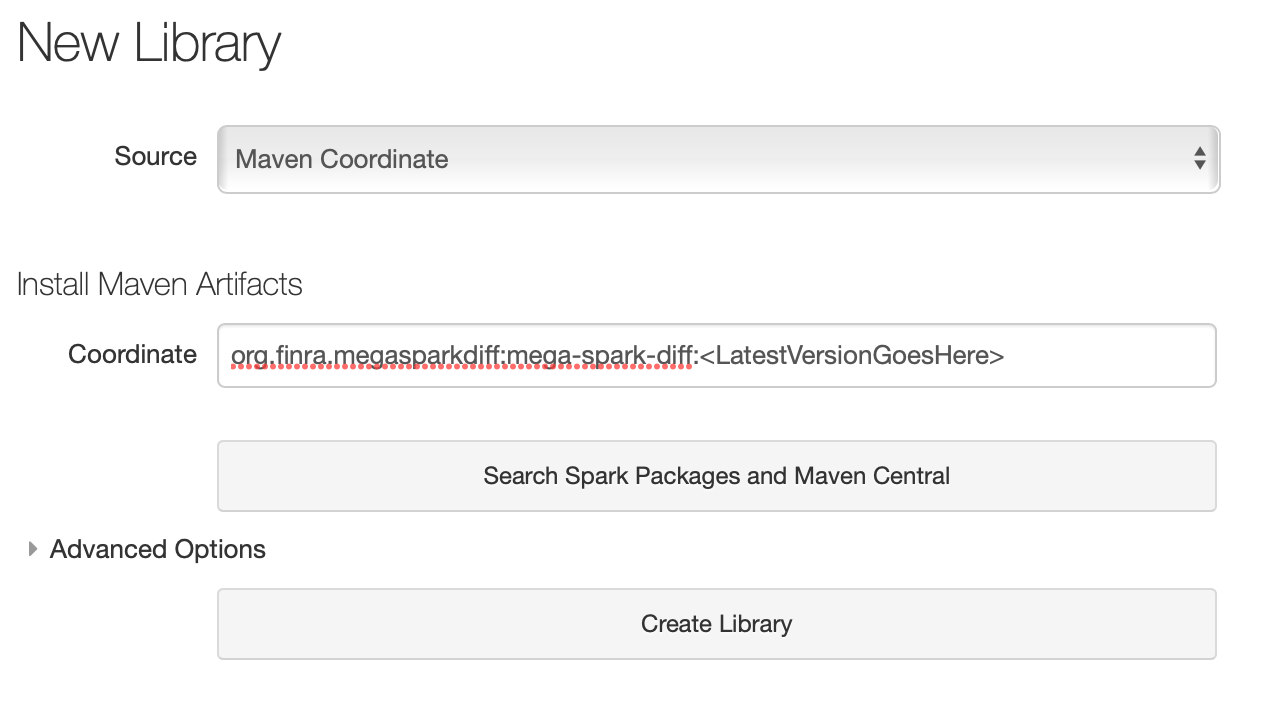 New Library
Source Maven Coordinate
Install Maven Artifacts
Coordinate org.finra.megasparkdiff:mega-spark-diff:<LatestVersionGoesHere>
Search Spark Packages and Maven Central
Advanced Options
Create Library